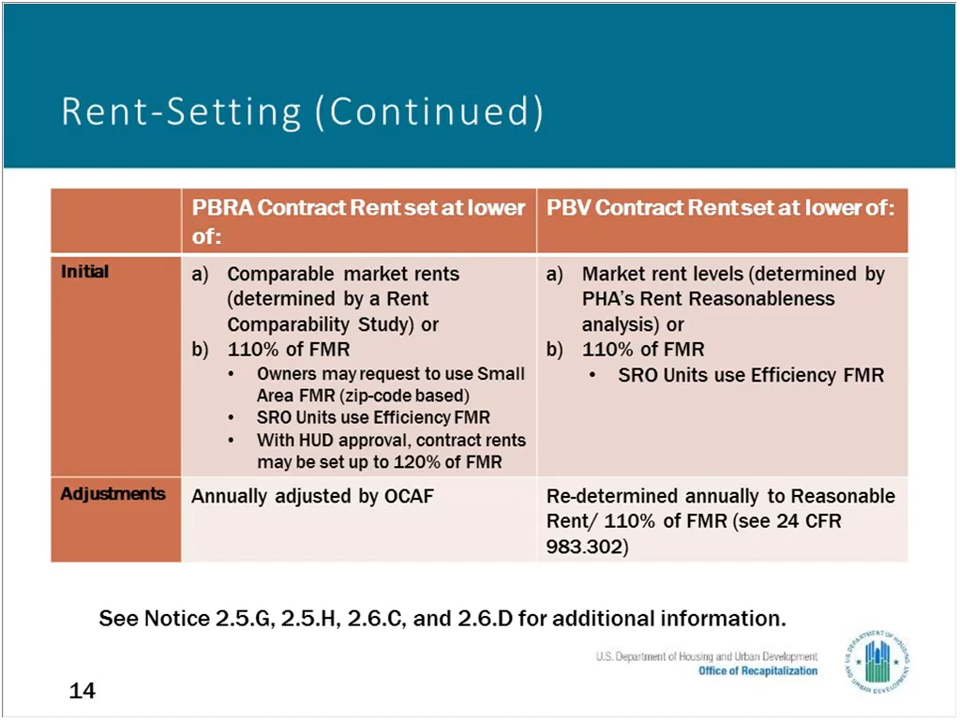 Rent-Setting (Continued)
PBRA Contract Rent set at lower
of:
PBV Contract Rent set at lower of:
Initial
a) Comparable market rents
(determined by a Rent
Comparability Study) or
b) 110% of FMR
• Owners may request to use Small
Area FMR (zip-code based)
• SRO Units use Efficiency FMR
• With HUD approval, contract rents
may be set up to 120% of FMR
a) Market rent levels (determined by
PHA's Rent Reasonableness
analysis) or
b) 110% of FMR
• SRO Units use Efficiency FMR
Adjustments
Annually adjusted by OCAF
Re-determined annually to Reasonable
Rent/ 110% of FMR (see 24 CFR
983.302)
See Notice 2.5.G, 2.5.H, 2.6.C, and 2.6.D for additional information.
U.S. Department of Housing and Urban Development
Office of Recapitalization
U.S. DEPARTMENT OF HOUSING
AND URBAN DEVELOPMENT
14